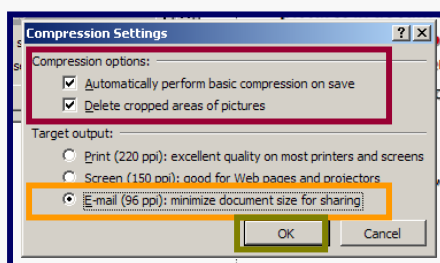 Compression Settings
Compression options:
Automatically perform basic compression on save
Delete cropped areas of pictures
Target output:
Print (220 ppi): excellent quality on most printers and screens
Screen (150 ppi): good for Web pages and projectors
E-mail (96 ppi): minimize document size for sharing
OK
Cancel